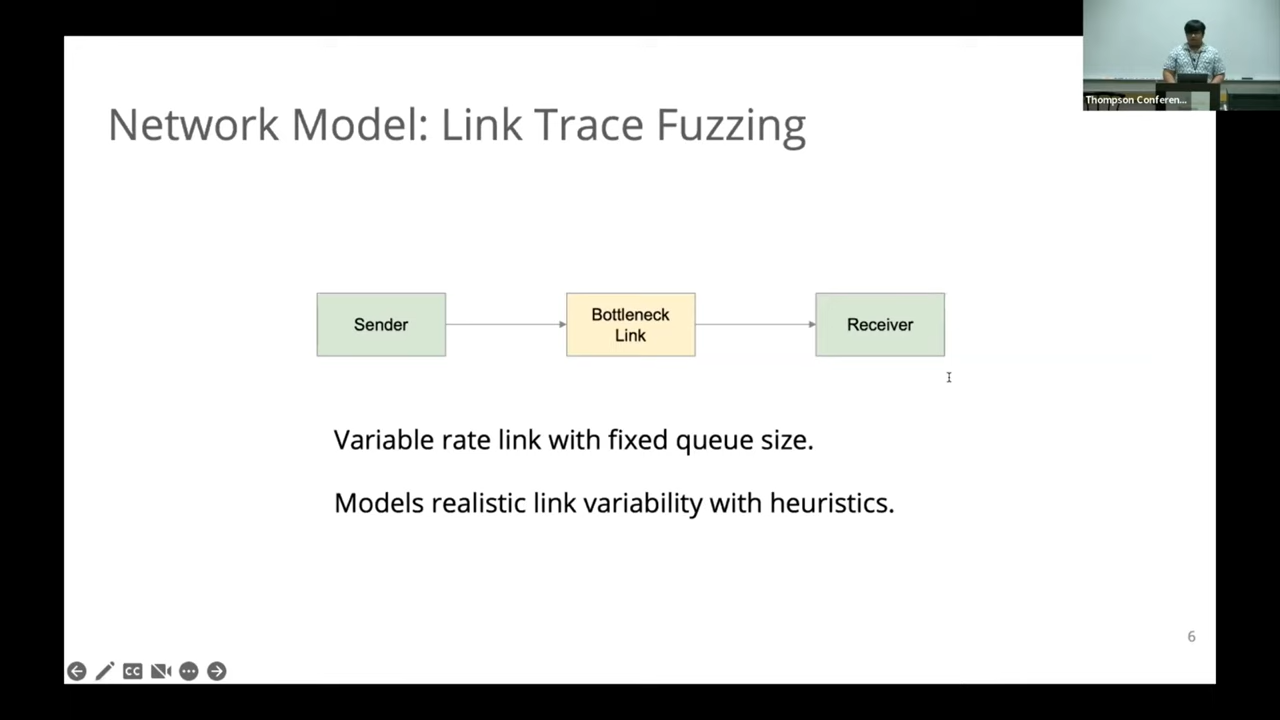 Thompson Conferen...
Network Model: Link Trace Fuzzing
Sender
Bottleneck
Link
Receiver
Variable rate link with fixed queue size.
Models realistic link variability with heuristics.
6
CC